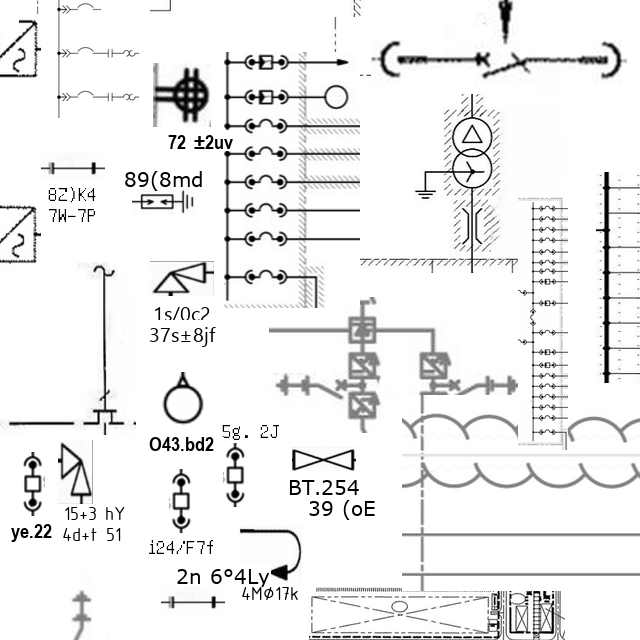 72 ±2uv
89(8md
8Z)K4
7W-7P
1s/0c2
37s±8jf
O43.bd2
5g. 2J
BT.254
39 (oE
ye.22
15+3 hY
4d+t 51
i24/F7f
2n 6°4Ly
4MØ17k